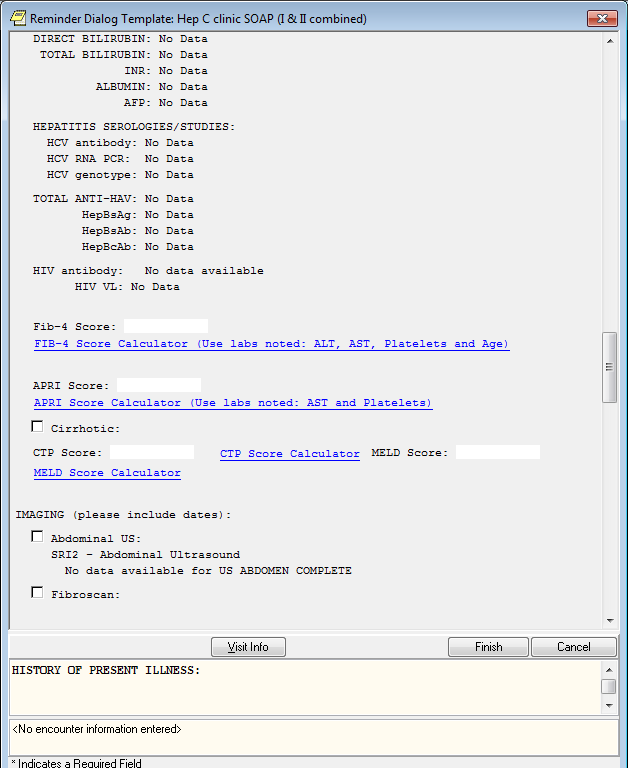 Reminder Dialog Template: Hep C clinic SOAP (I & II combined)
DIRECT BILIRUBIN: No Data
TOTAL BILIRUBIN: No Data
INR: No Data
ALBUMIN: No Data
AFP: No Data
HEPATITIS SEROLOGIES/STUDIES:
HCV antibody: No Data
HCV RNA PCR: No Data
HCV genotype: No Data
TOTAL ANTI-HAV: No Data
HepBsAg: No Data
HepBsAb: No Data
HepBcAb: No Data
HIV antibody: No data available
HIV VL: No Data
Fib-4 Score:
FIB-4 Score Calculator (Use labs noted: ALT, AST, Platelets and Age)
APRI Score:
APRI Score Calculator (Use labs noted: AST and Platelets)
Cirrhotic:
CTP Score: CTP Score Calculator MELD Score:
MELD Score Calculator
IMAGING (please include dates):
Abdominal US:
SRI2 - Abdominal Ultrasound
No data available for US ABDOMEN COMPLETE
Fibroscan:
Visit Info Finish Cancel
HISTORY OF PRESENT ILLNESS:
<No encounter information entered>
* Indicates a Required Field